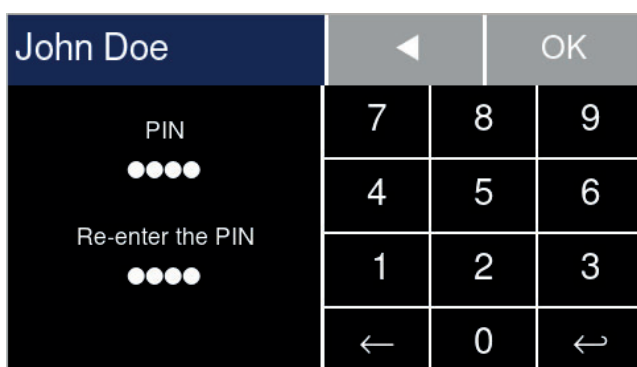 John Doe
OK
PIN
●●●●
Re-enter the PIN
●●●●
7 8 9
4 5 6
1 2 3
← 0 ↩